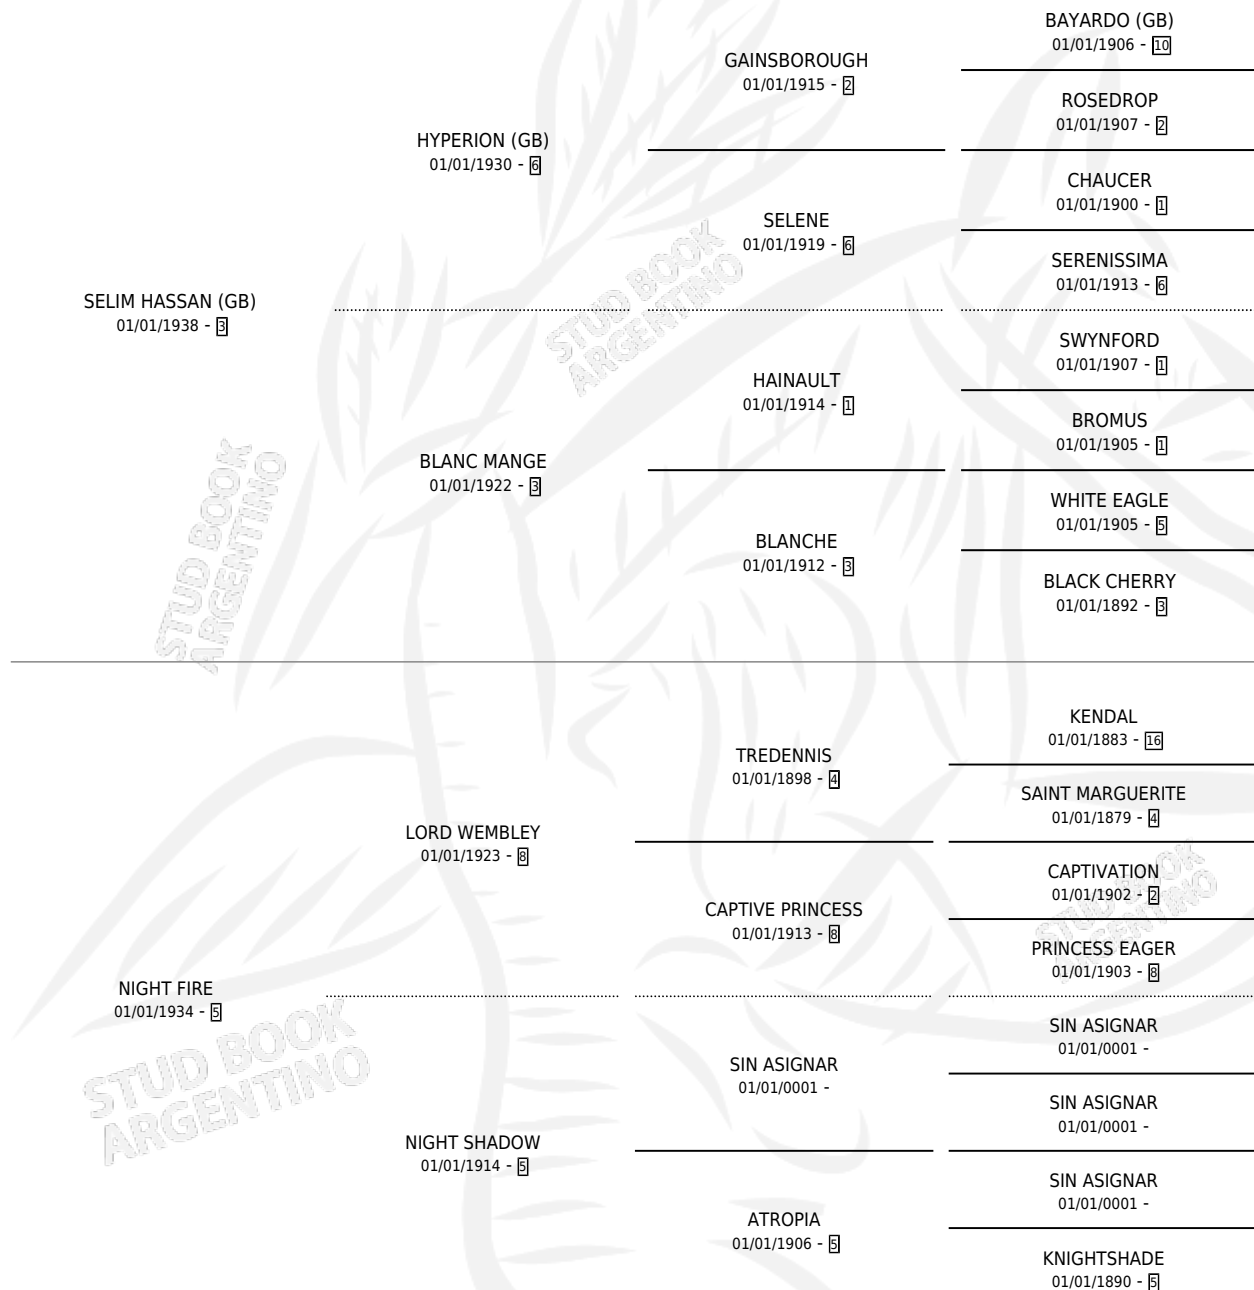 BAYARDO (GB)
01/01/1906 - 10
GAINSBOROUGH
01/01/1915 - 2
ROSEDROP
01/01/1907 - 2
HYPERION (GB)
01/01/1930 - 6
CHAUCER
01/01/1900 - 1
SELENE
01/01/1919 - 6
SERENISSIMA
01/01/1913 - 6
SELIM HASSAN (GB)
01/01/1938 - 3
STUD BOOK
ARGENTINO
SWYNFORD
01/01/1907 - 1
HAINAULT
01/01/1914 - 1
BROMUS
01/01/1905 - 1
BLANC MANGE
01/01/1922 - 3
WHITE EAGLE
01/01/1905 - 5
BLANCHE
01/01/1912 - 3
BLACK CHERRY
01/01/1892 - 3
STUD BOOK
ARGENTINO
KENDAL
01/01/1883 - 16
TREDENNIS
01/01/1898 - 4
SAINT MARGUERITE
01/01/1879 - 4
LORD WEMBLEY
01/01/1923 - 8
CAPTIVATION
01/01/1902 - 2
CAPTIVE PRINCESS
01/01/1913 - 8
STUD BOOK
ARGENTINO
PRINCESS EAGER
01/01/1903 - 8
NIGHT FIRE
01/01/1934 - 5
STUD BOOK
ARGENTINO
SIN ASIGNAR
01/01/0001 -
SIN ASIGNAR
01/01/0001 -
SIN ASIGNAR
01/01/0001 -
NIGHT SHADOW
01/01/1914 - 5
SIN ASIGNAR
01/01/0001 -
ATROPIA
01/01/1906 - 5
KNIGHTSHADE
01/01/1890 - 5